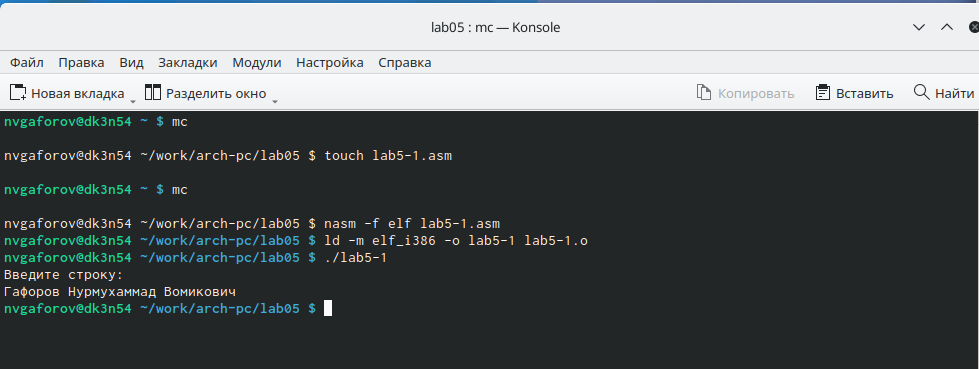 lab05 : mc — Konsole
Файл Правка Вид Закладки Модули Настройка Справка
Новая вкладка Разделить окно Копировать Вставить Найти
nvgaforov@dk3n54 ~ $ mc
nvgaforov@dk3n54 ~/work/arch-pc/lab05 $ touch lab5-1.asm
nvgaforov@dk3n54 ~ $ mc
nvgaforov@dk3n54 ~/work/arch-pc/lab05 $ nasm -f elf lab5-1.asm
nvgaforov@dk3n54 ~/work/arch-pc/lab05 $ ld -m elf_i386 -o lab5-1 lab5-1.o
nvgaforov@dk3n54 ~/work/arch-pc/lab05 $ ./lab5-1
Введите строку:
Гафоров Нурмухаммад Вомикович
nvgaforov@dk3n54 ~/work/arch-pc/lab05 $